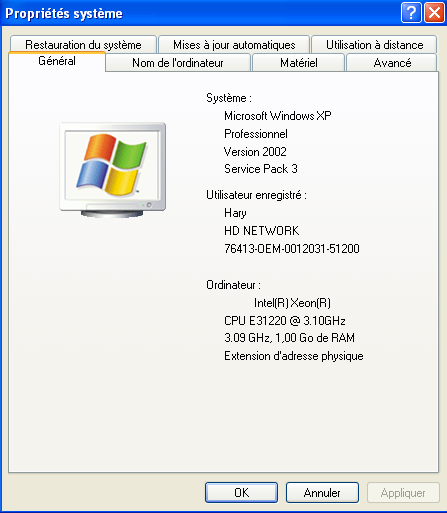 Propriétés système
Restauration du système
Mises à jour automatiques
Utilisation à distance
Général
Nom de l'ordinateur
Matériel
Avancé
Système :
Microsoft Windows XP
Professionnel
Version 2002
Service Pack 3
Utilisateur enregistré :
Hary
HD NETWORK
76413-OEM-0012031-51200
Ordinateur :
Intel(R) Xeon(R)
CPU E31220 @ 3.10GHz
3.09 GHz, 1,00 Go de RAM
Extension d'adresse physique
OK
Annuler
Appliquer